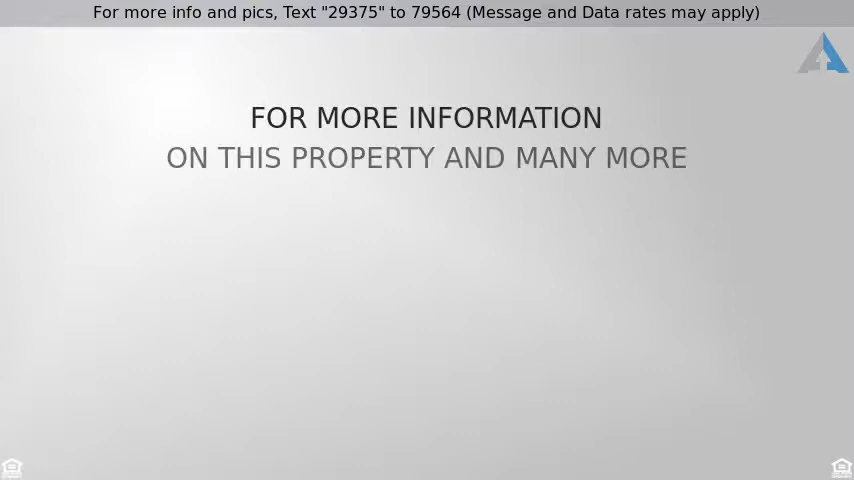 For more info and pics, Text "29375" to 79564 (Message and Data rates may apply)
FOR MORE INFORMATION
ON THIS PROPERTY AND MANY MORE